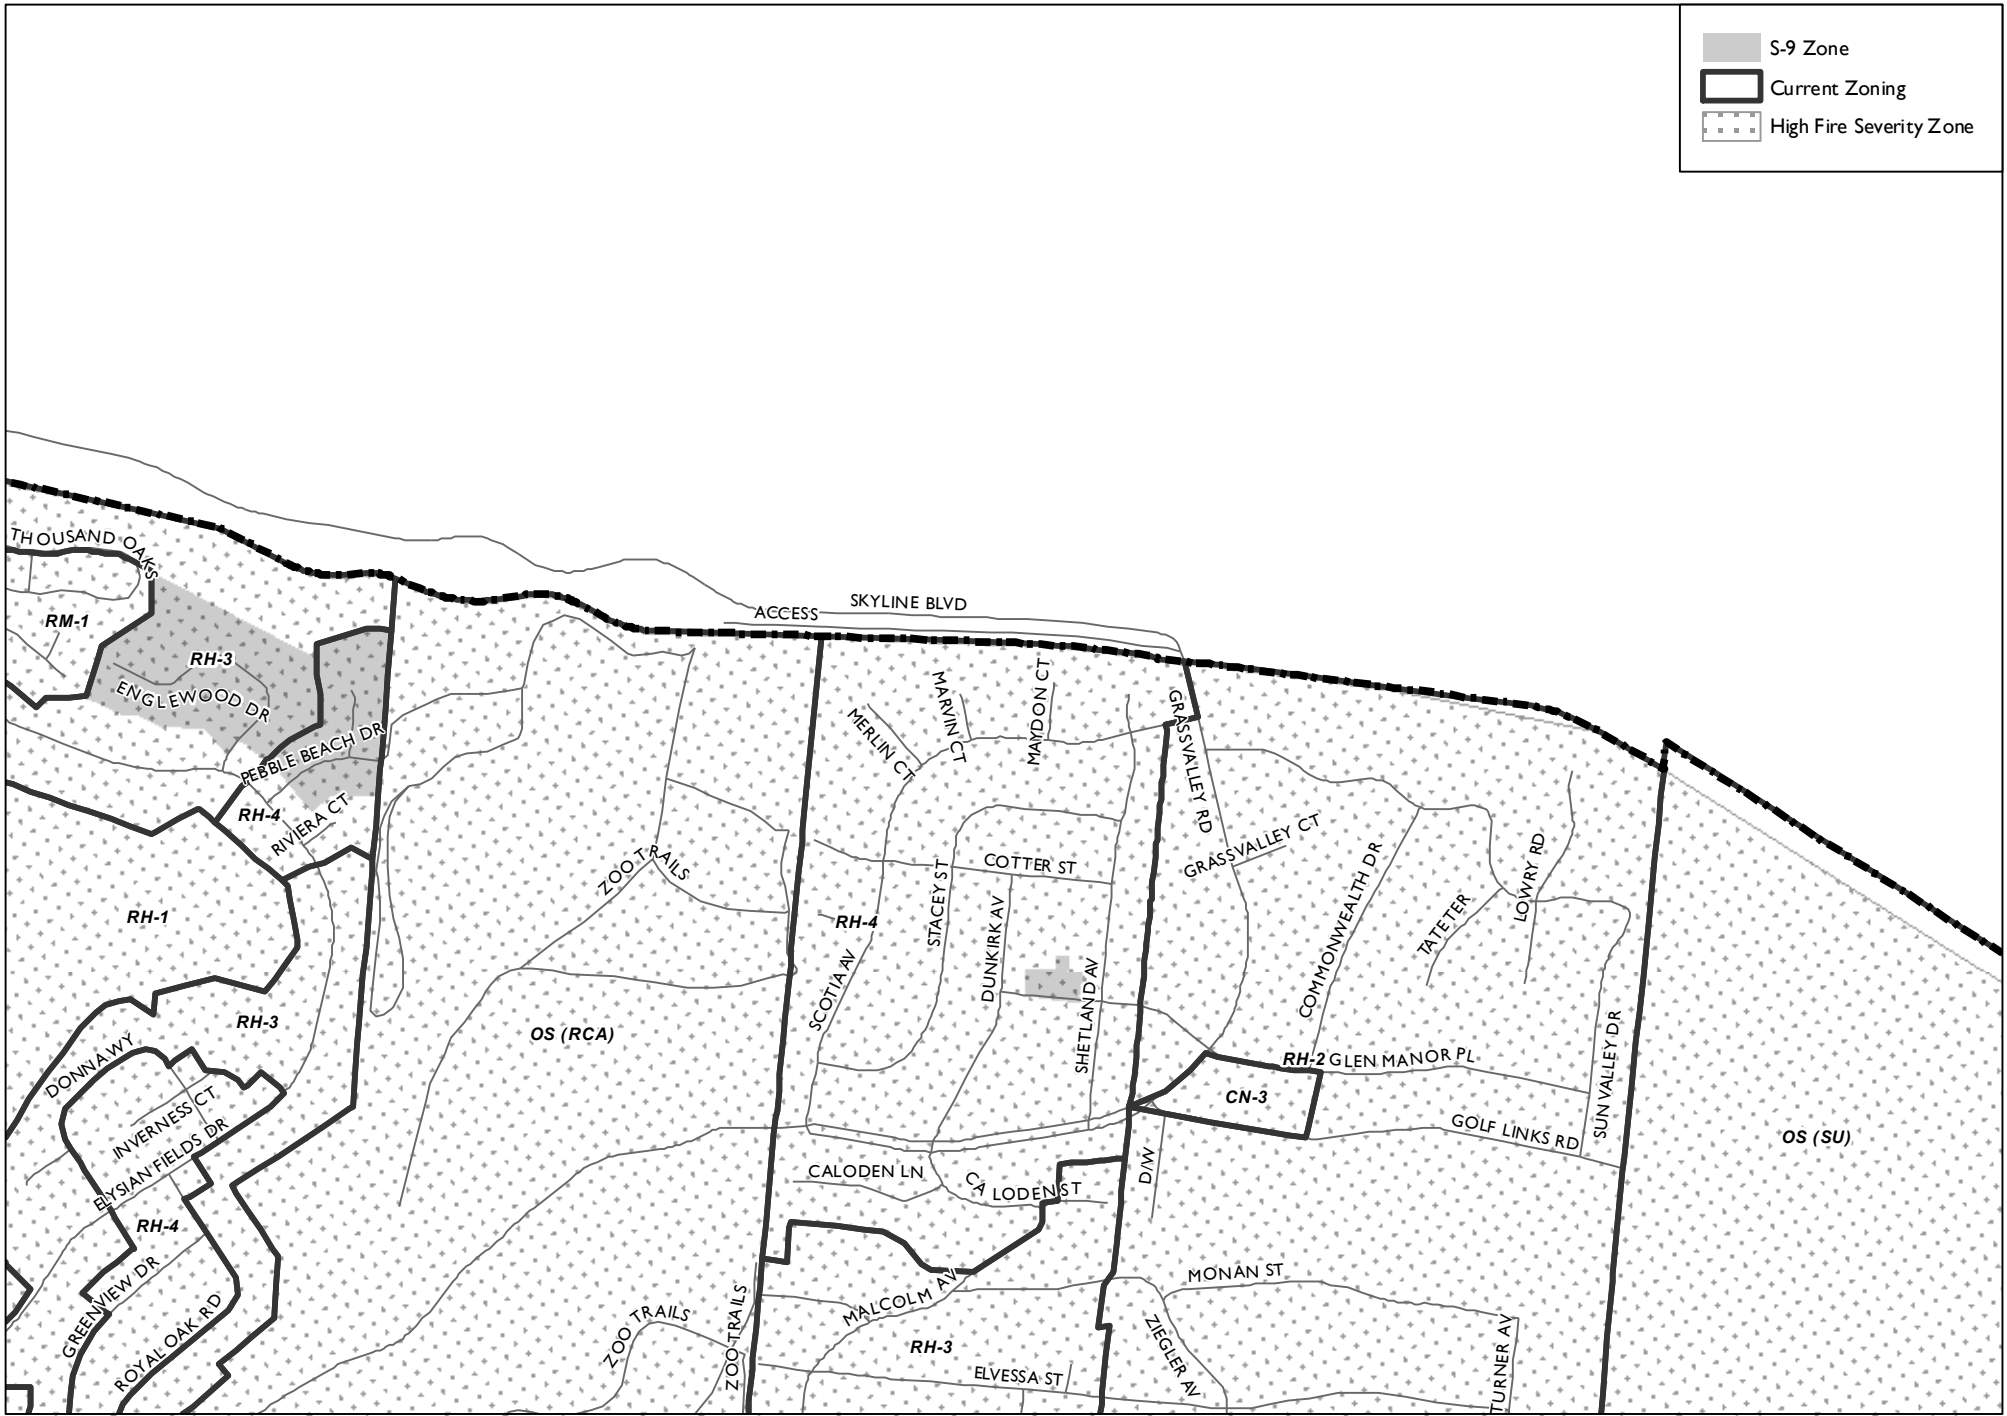 S-9 Zone
Current Zoning
High Fire Severity Zone
THOUSAND OAKS
RM-1
RH-3
ENGLEWOOD DR
PEBBLE BEACH DR
RH-4
RIVIERA CT
RH-1
RH-3
DONNA WY
INVERNESS CT
ELYSIAN FIELDS DR
RH-4
GREENVIEW DR
ROYAL OAK RD
ACCESS
SKYLINE BLVD
ZOO TRAILS
OS (RCA)
ZOO TRAILS
ZOO TRAILS
MERLIN CT
MARVIN CT
MAYDON CT
GRASSVALLEY RD
COTTER ST
STACEY ST
DUNKIRK AV
RH-4
SCOTIA AV
SHETLAND AV
GRASSVALLEY CT
COMMONWEALTH DR
TATETER
LOWRY RD
SUNVALLEY DR
RH-2
GLEN MANOR PL
CN-3
GOLF LINKS RD
OS (SU)
CALODEN LN
CALODEN ST
D/W
MALCOLM AV
MONAN ST
RH-3
ZIEGLER AV
ELVESSA ST
TURNER AV